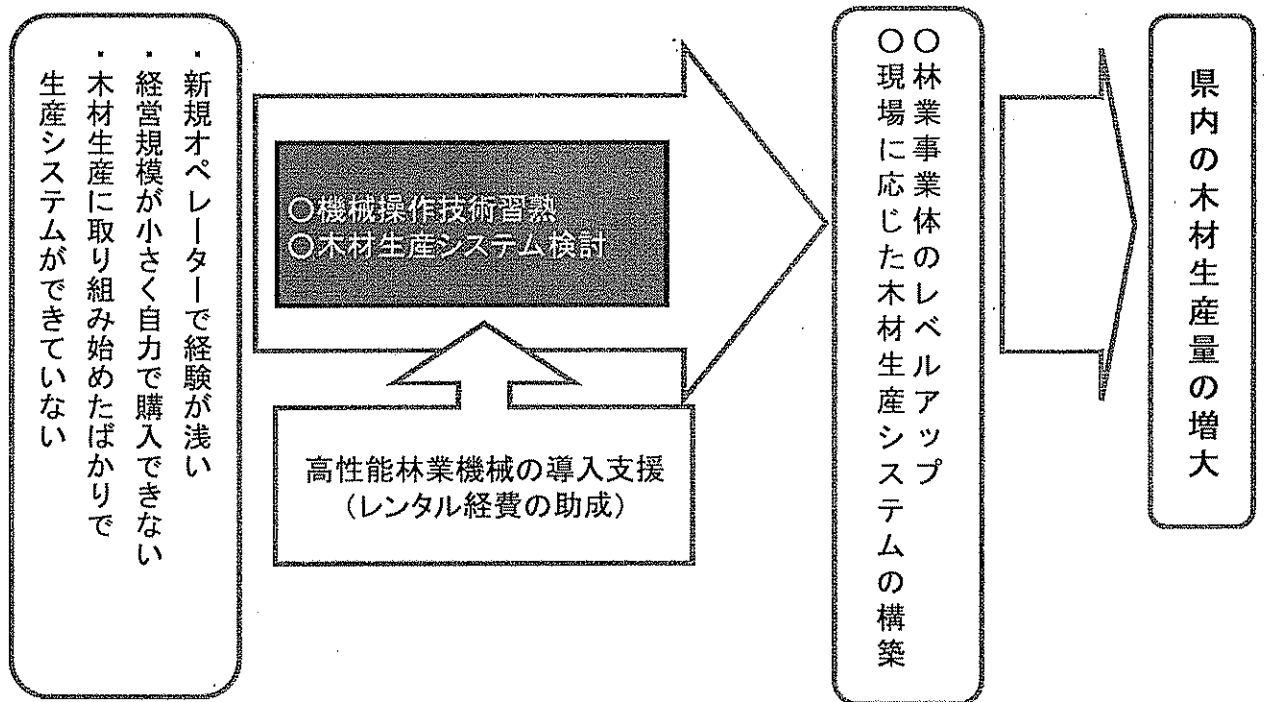 ・新規オペレーターで経験が浅い
・経営規模が小さく自力で購入できない
・木材生産に取り組み始めたばかりで
生産システムができていない
○機械操作技術習熟
○木材生産システム検討
高性能林業機械の導入支援
（レンタル経費の助成）
○林業事業体のレベルアップ
○現場に応じた木材生産システムの構築
県内の木材生産量の増大